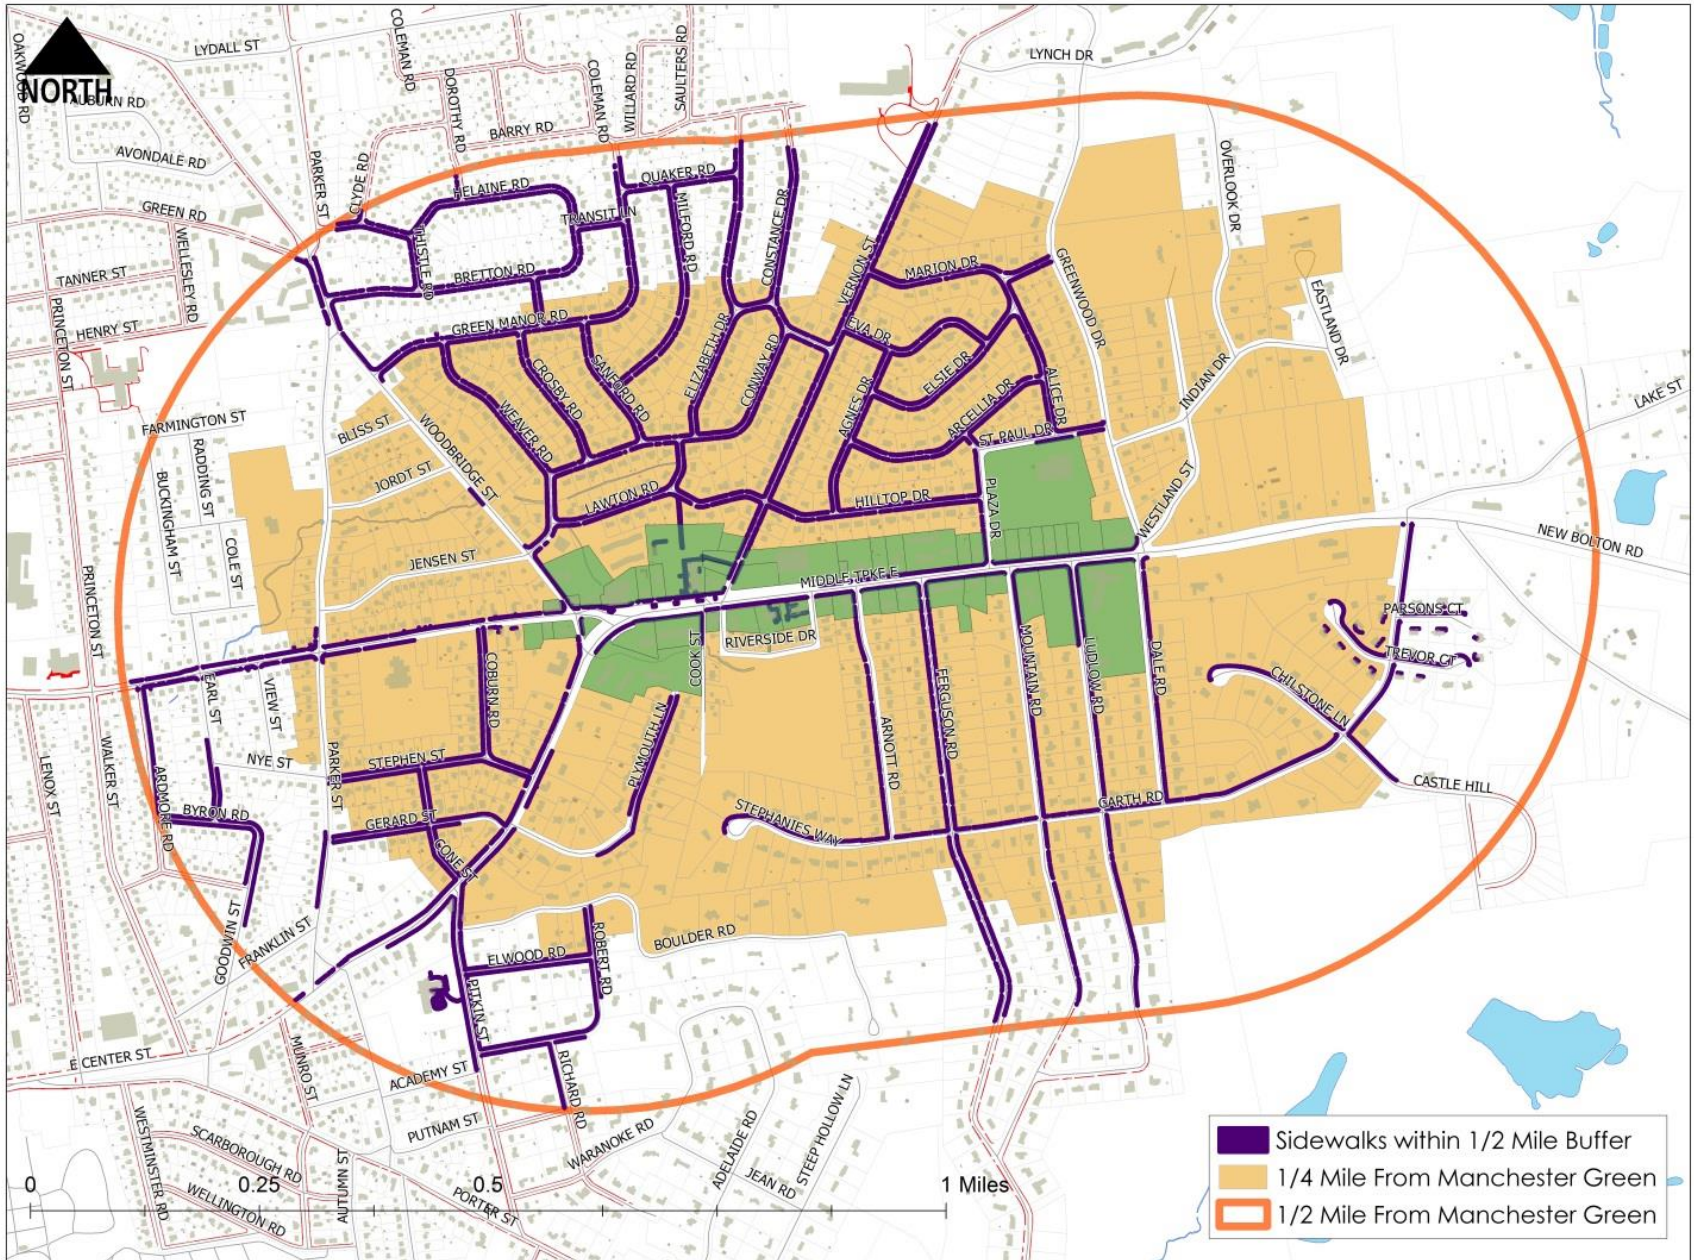 LYDALL ST
COLEMAN RD
OAKWOOD RD
NORTH
AUBURN RD
DOROTHY RD
COLEMAN RD
WILLARD RD
SAULTERS RD
LYNCH DR
BARRY RD
AVONDALE RD
PARKER ST
CLYDE RD
OVERLOOK DR
QUAKER RD
HELAINE RD
GREEN RD
TRANSIT LN
MILFORD RD
CONSTANCE DR
WELLESLEY RD
THISTLE RD
BRETTON RD
VERNON ST
MARION DR
GREENWOOD DR
TANNER ST
EASTLAND DR
PRINCETON ST
HENRY ST
GREEN MANOR RD
ELIZABETH DR
EVA DR
CONWAY RD
CROSBY RD
SANFORD RD
ELSIE DR
INDIAN DR
ALICE DR
AGNES DR
ARCELLIA DR
LAKE ST
FARMINGTON ST
BLISS ST
WEAVER RD
WOODBRIDGE ST
ST PAUL DR
RADDING ST
JORDT ST
BUCKINGHAM ST
LAWTON RD
HILLTOP DR
PLAZA DR
WESTLAND ST
NEW BOLTON RD
COLE ST
JENSEN ST
MIDDLE TPKE E
PRINCETON ST
PARSONS CT
RIVERSIDE DR
COOK ST
TREVOR CT
COBURN RD
MOUNTAIN RD
LUDLOW RD
DALE RD
FERGUSON RD
CHILSTONE LN
EARL ST
VIEW ST
ARNOTT RD
PLYMOUTH LN
LENOX ST
WALKER ST
ARDMORE RD
NYE ST
PARKER ST
STEPHEN ST
CASTLE HILL
BYRON RD
GERARD ST
STEPHANIES WAY
GARTH RD
CONE ST
GOODWIN ST
FRANKLIN ST
BOULDER RD
ROBERT RD
ELWOOD RD
PITKIN ST
E CENTER ST
MUNRO ST
ACADEMY ST
RICHARD RD
PUTNAM ST
WARANOKE RD
ADELAIDE RD
STEEP HOLLOW LN
JEAN RD
WESTMINSTER RD
SCARBOROUGH RD
WELLINGTON RD
AUTUMN ST
PORTER ST
0 0.25 0.5 1 Miles
Sidewalks within 1/2 Mile Buffer
1/4 Mile From Manchester Green
1/2 Mile From Manchester Green